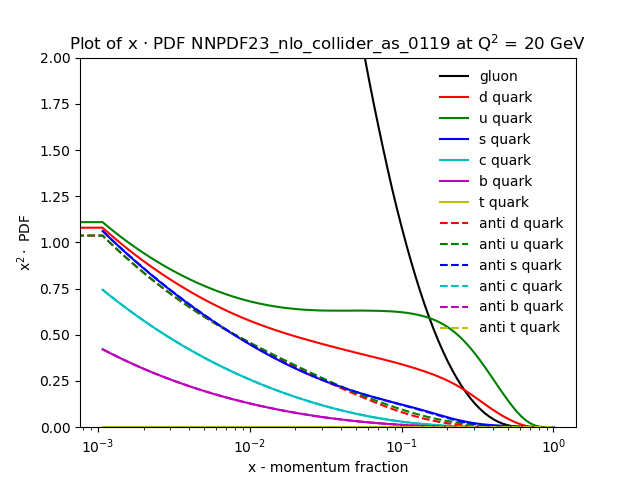 Plot of x · PDF NNPDF23_nlo_collider_as_0119 at Q² = 20 GeV
2.00
1.75
1.50
1.25
1.00
0.75
0.50
0.25
0.00
x² · PDF
gluon
d quark
u quark
s quark
c quark
b quark
t quark
anti d quark
anti u quark
anti s quark
anti c quark
anti b quark
anti t quark
10⁻³ 10⁻² 10⁻¹ 10⁰
x - momentum fraction